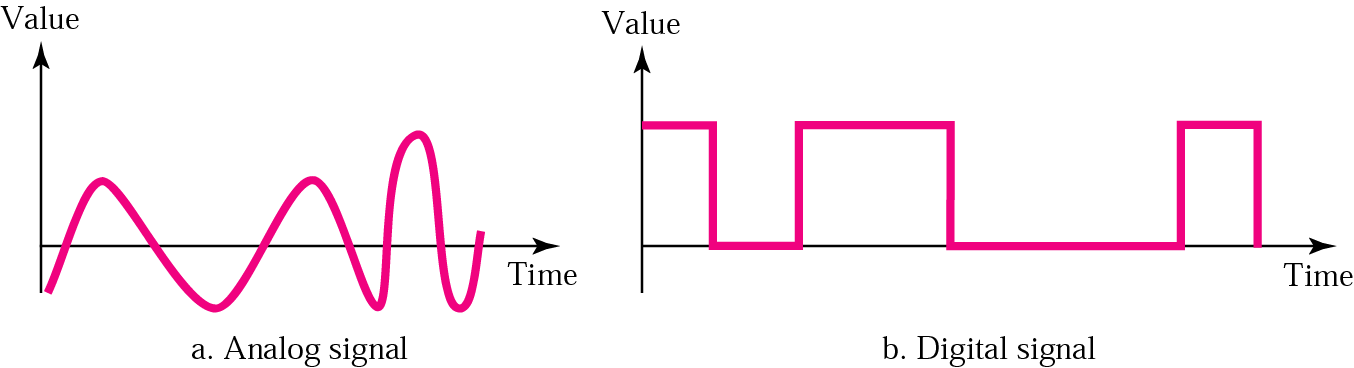 Value
Time
a. Analog signal
Value
Time
b. Digital signal